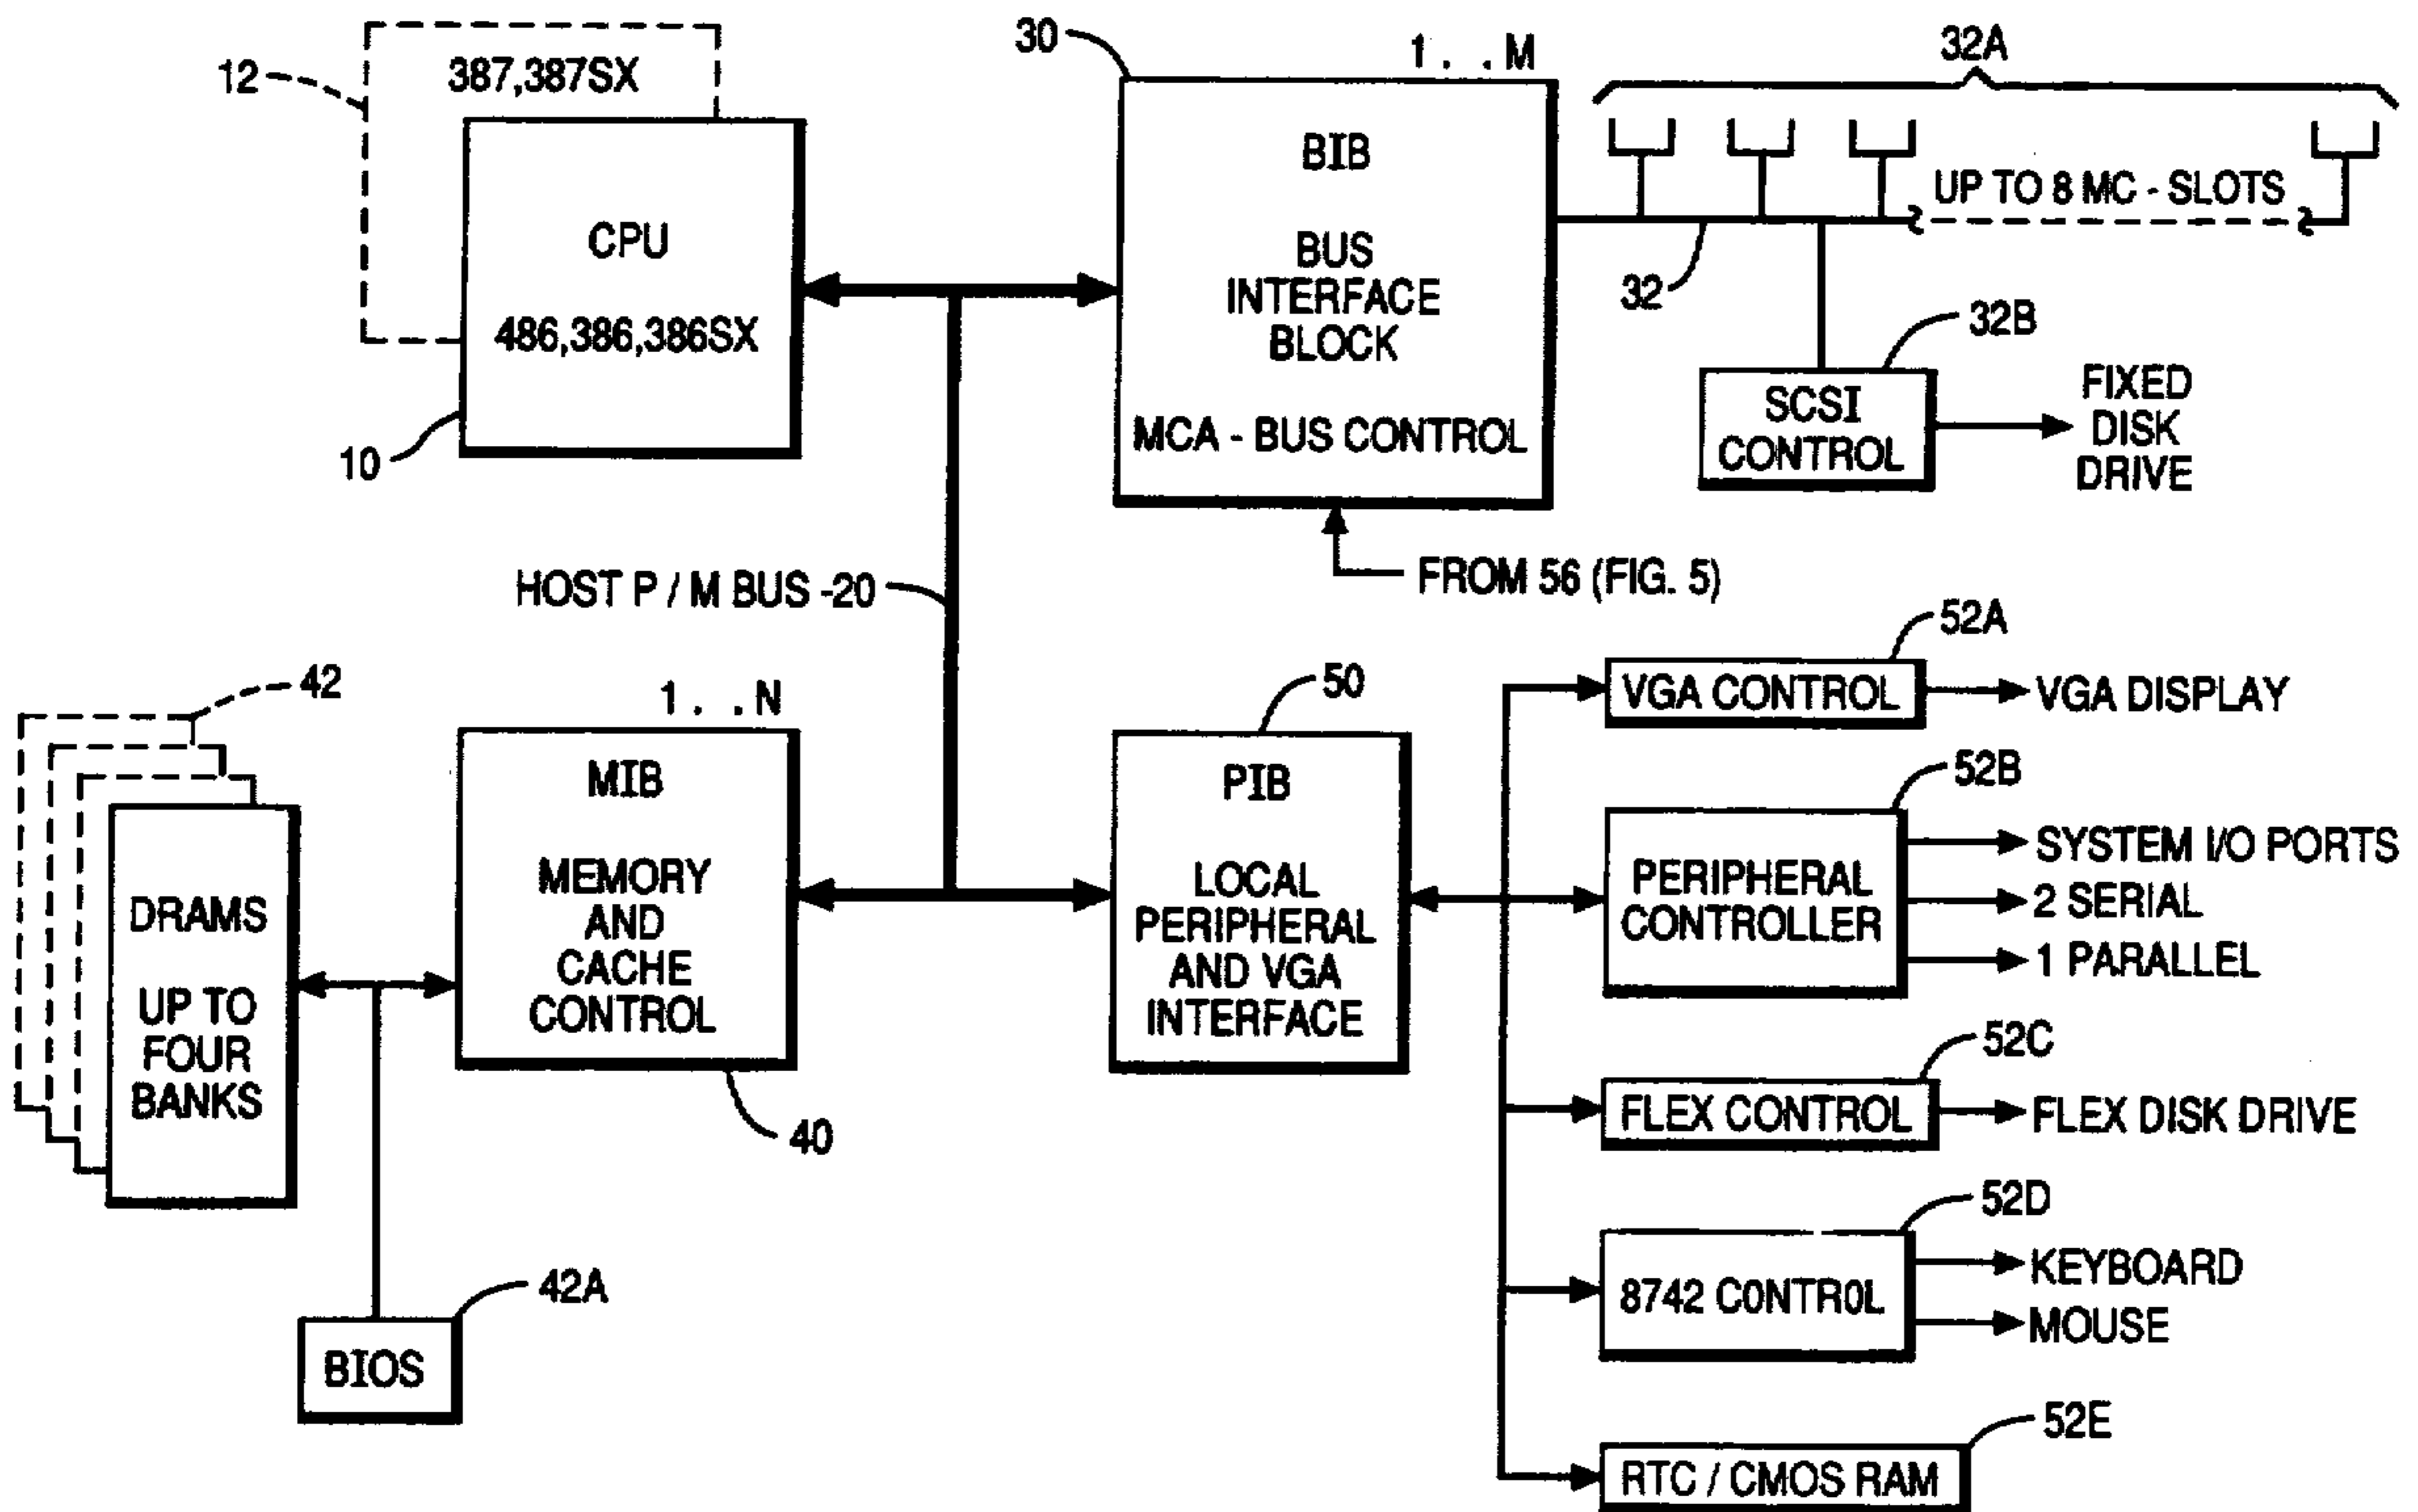 12
387,387SX
CPU
486,386,386SX
10
30
1. . .M
BIB
BUS
INTERFACE
BLOCK
MCA - BUS CONTROL
32A
UP TO 8 MC - SLOTS
32
32B
SCSI
CONTROL
FIXED
DISK
DRIVE
FROM 56 (FIG. 5)
HOST P / M BUS -20
42
DRAMS
UP TO
FOUR
BANKS
1. . .N
MIB
MEMORY
AND
CACHE
CONTROL
40
42A
BIOS
50
PIB
LOCAL
PERIPHERAL
AND VGA
INTERFACE
52A
VGA CONTROL
VGA DISPLAY
52B
PERIPHERAL
CONTROLLER
SYSTEM I/O PORTS
2 SERIAL
1 PARALLEL
52C
FLEX CONTROL
FLEX DISK DRIVE
52D
8742 CONTROL
KEYBOARD
MOUSE
52E
RTC / CMOS RAM